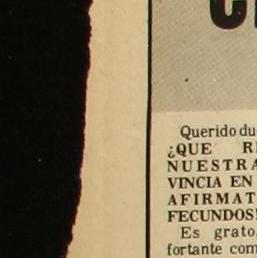 Querido du
¿QUE R
NUESTRA
VINCIA EN
AFIRMAT
FECUNDOS
Es grato,
fortante com